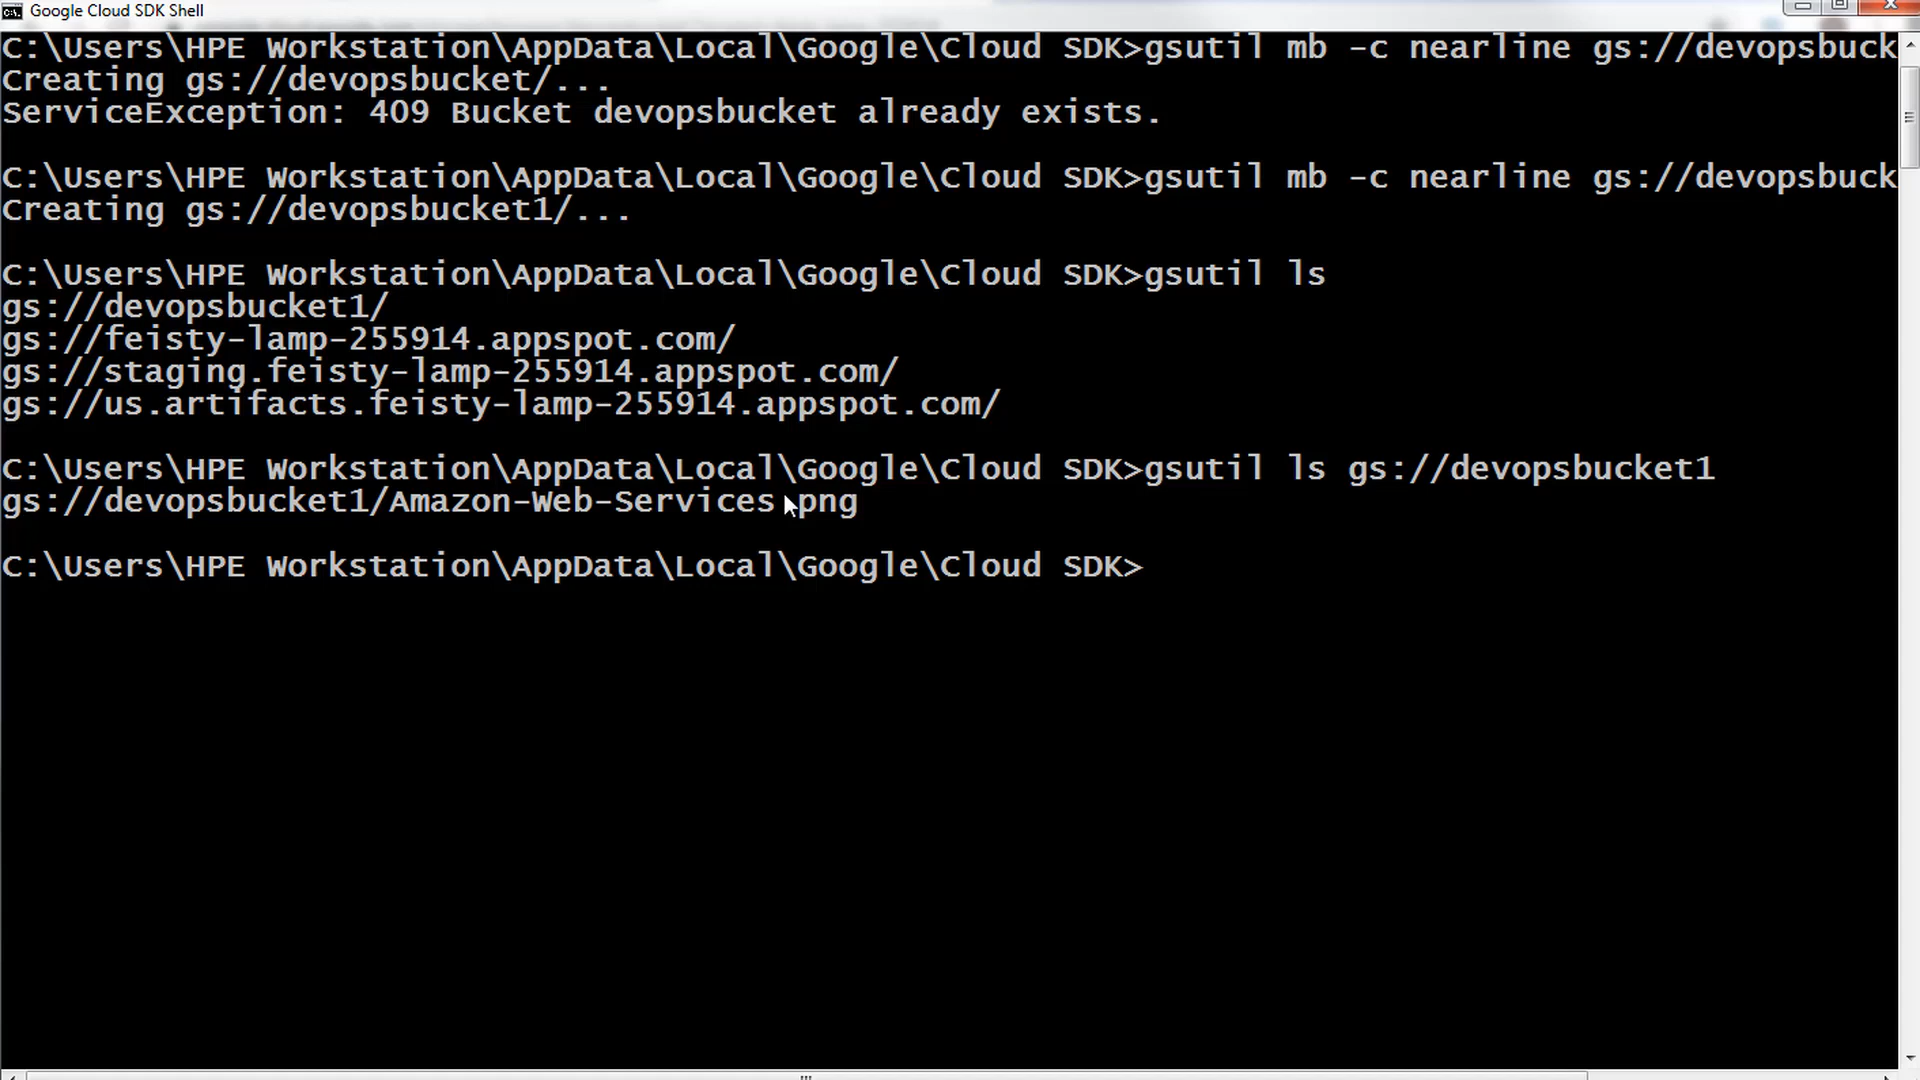 Google Cloud SDK Shell
C:\Users\HPE Workstation\AppData\Local\Google\Cloud SDK>gsutil mb -c nearline gs://devopsbuck
Creating gs://devopsbucket/...
ServiceException: 409 Bucket devopsbucket already exists.
C:\Users\HPE Workstation\AppData\Local\Google\Cloud SDK>gsutil mb -c nearline gs://devopsbuck
Creating gs://devopsbucket1/...
C:\Users\HPE Workstation\AppData\Local\Google\Cloud SDK>gsutil ls
gs://devopsbucket1/
gs://feisty-lamp-255914.appspot.com/
gs://staging.feisty-lamp-255914.appspot.com/
gs://us.artifacts.feisty-lamp-255914.appspot.com/
C:\Users\HPE Workstation\AppData\Local\Google\Cloud SDK>gsutil ls gs://devopsbucket1
gs://devopsbucket1/Amazon-Web-Services.png
C:\Users\HPE Workstation\AppData\Local\Google\Cloud SDK>